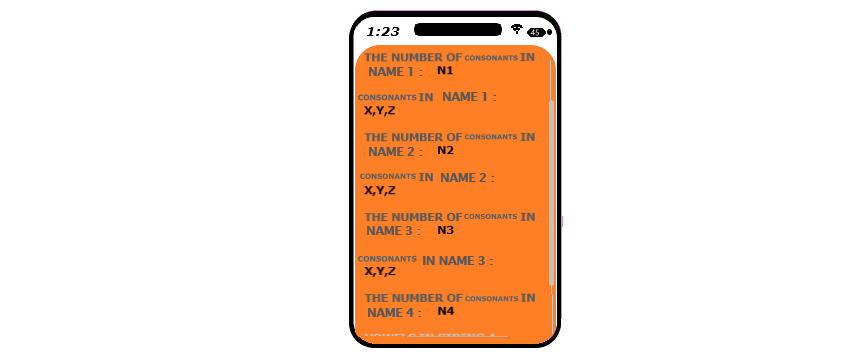 1:23 45
THE NUMBER OF CONSONANTS IN
NAME 1 : N1
CONSONANTS IN NAME 1 :
X,Y,Z
THE NUMBER OF CONSONANTS IN
NAME 2 : N2
CONSONANTS IN NAME 2 :
X,Y,Z
THE NUMBER OF CONSONANTS IN
NAME 3 : N3
CONSONANTS IN NAME 3 :
X,Y,Z
THE NUMBER OF CONSONANTS IN
NAME 4 : N4